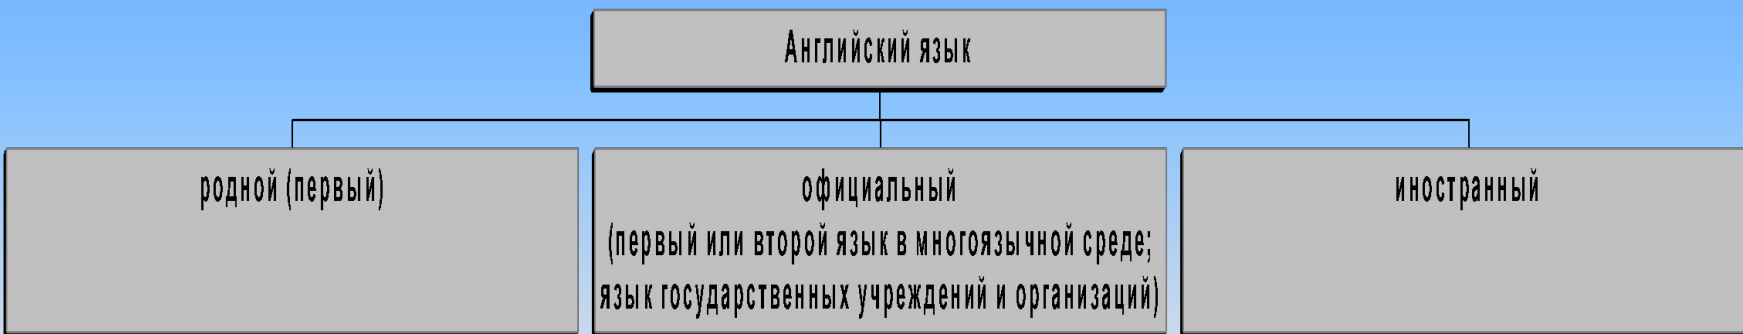 Английский язык
родной (первый)
официальный
(первый или второй язык в многоязычной среде;
язык государственных учреждений и организаций)
иностранный